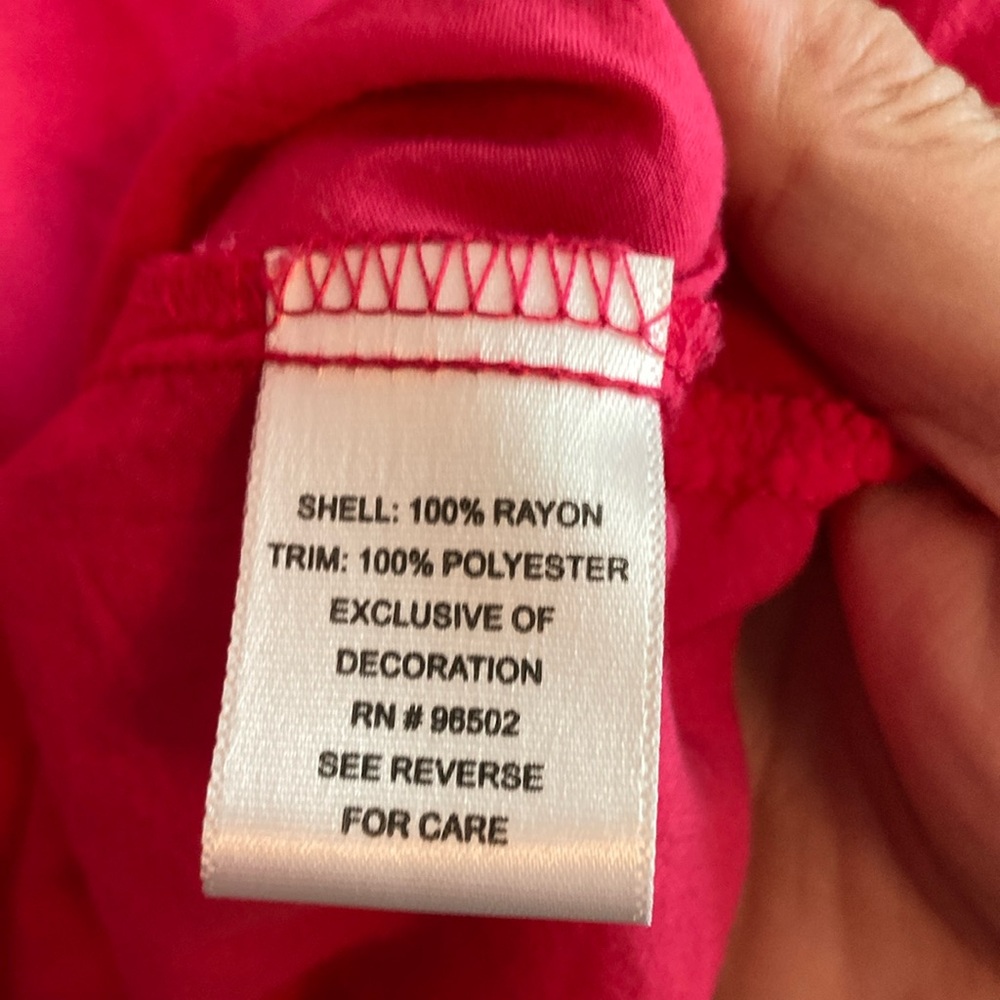 SHELL: 100% RAYON
TRIM: 100% POLYESTER
EXCLUSIVE OF
DECORATION
RN # 96502
SEE REVERSE
FOR CARE